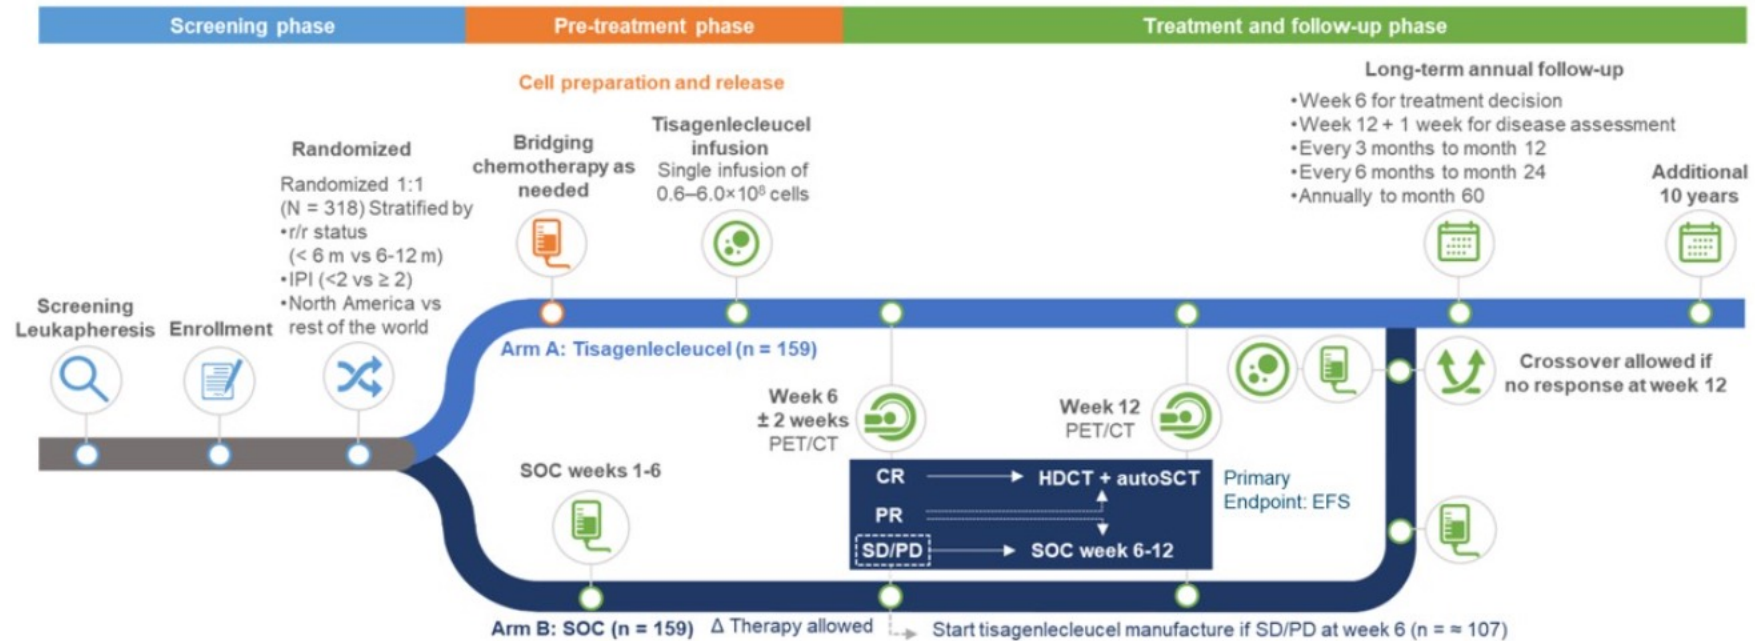 Screening phase
Pre-treatment phase
Treatment and follow-up phase
Cell preparation and release
Long-term annual follow-up
•Week 6 for treatment decision
•Week 12 + 1 week for disease assessment
•Every 3 months to month 12
•Every 6 months to month 24
•Annually to month 60
Additional
10 years
Tisagenlecleucel
infusion
Single infusion of
0.6–6.0×10⁸ cells
Bridging
chemotherapy as
needed
Randomized
Randomized 1:1
(N = 318) Stratified by
•r/r status
(< 6 m vs 6-12 m)
•IPI (<2 vs ≥ 2)
•North America vs
rest of the world
Screening
Leukapheresis
Enrollment
Arm A: Tisagenlecleucel (n = 159)
Week 6
± 2 weeks
PET/CT
Week 12
PET/CT
Crossover allowed if
no response at week 12
SOC weeks 1-6
CR
HDCT + autoSCT
PR
SD/PD
SOC week 6-12
Primary
Endpoint: EFS
Arm B: SOC (n = 159)
Δ Therapy allowed
Start tisagenlecleucel manufacture if SD/PD at week 6 (n = ≈ 107)